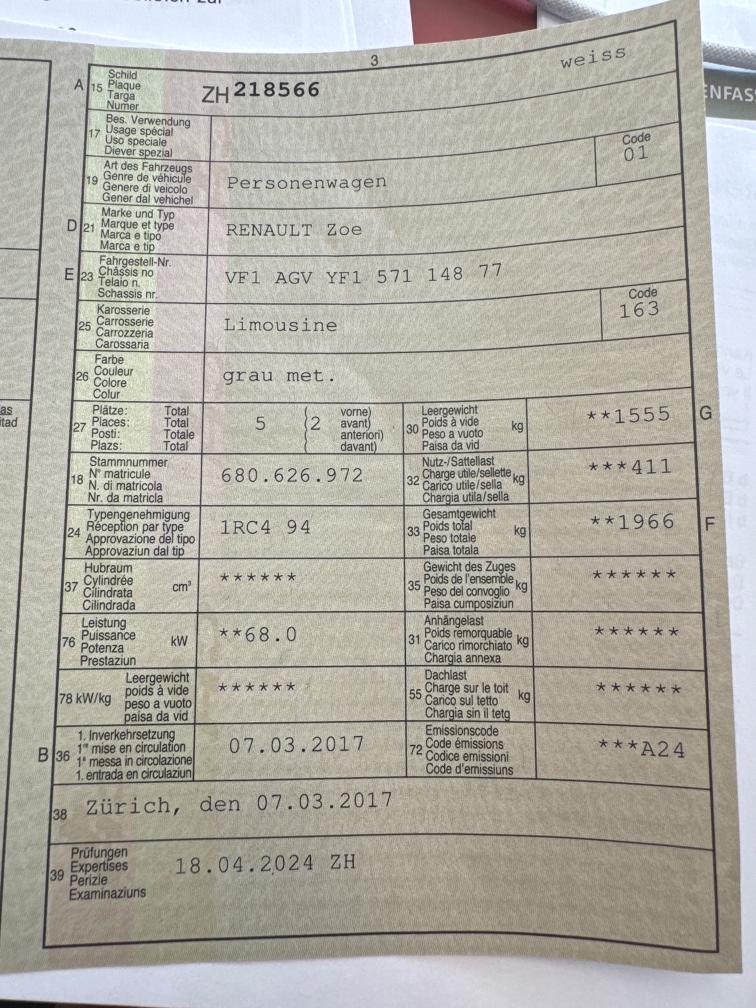 3
weiss
A 15 Schild
Plaque
Targa
Numer
ZH 218566
17 Bes. Verwendung
Usage spécial
Uso speciale
Diever spezial
19 Art des Fahrzeugs
Genre de véhicule
Genere di veicolo
Gener dal vehichel
Personenwagen
Code
01
D 21 Marke und Typ
Marque et type
Marca e tipo
Marca e tip
RENAULT Zoe
E 23 Fahrgestell-Nr.
Châssis no
Telaio n.
Schassis nr.
VF1 AGV YF1 571 148 77
25 Karosserie
Carrosserie
Carrozzeria
Carossaria
Limousine
Code
163
26 Farbe
Couleur
Colore
Colur
grau met.
27 Plätze: Total
Places: Total
Posti: Totale
Plazs: Total
5 (2 vorne)
avant)
anteriori)
davant)
30 Leergewicht
Poids à vide kg
Peso a vuoto
Paisa da vid
**1555 G
18 Stammnummer
N° matricule
N. di matricola
Nr. da matricla
680.626.972
32 Nutz-/Sattellast
Charge utile/sellette kg
Carico utile/sella
Chargia utila/sella
***411
24 Typengenehmigung
Réception par type
Approvazione del tipo
Approvaziun dal tip
1RC4 94
33 Gesamtgewicht
Poids total kg
Peso totale
Paisa totala
**1966 F
37 Hubraum
Cylindrée cm³
Cilindrata
Cilindrada
******
35 Gewicht des Zuges
Poids de l'ensemble kg
Peso del convoglio
Paisa cumposiziun
******
76 Leistung
Puissance kW
Potenza
Prestaziun
**68.0
31 Anhängelast
Poids remorquable kg
Carico rimorchiato
Chargia annexa
******
78 kW/kg Leergewicht
poids à vide
peso a vuoto
paisa da vid
******
55 Dachlast
Charge sur le toit kg
Carico sul tetto
Chargia sin il tetg
******
B 36 1. Inverkehrsetzung
1re mise en circulation
1a messa in circolazione
1. entrada en circulaziun
07.03.2017
72 Emissionscode
Code émissions
Codice emissioni
Code d'emissiuns
***A24
38 Zürich, den 07.03.2017
39 Prüfungen
Expertises
Perizie
Examinaziuns
18.04.2024 ZH